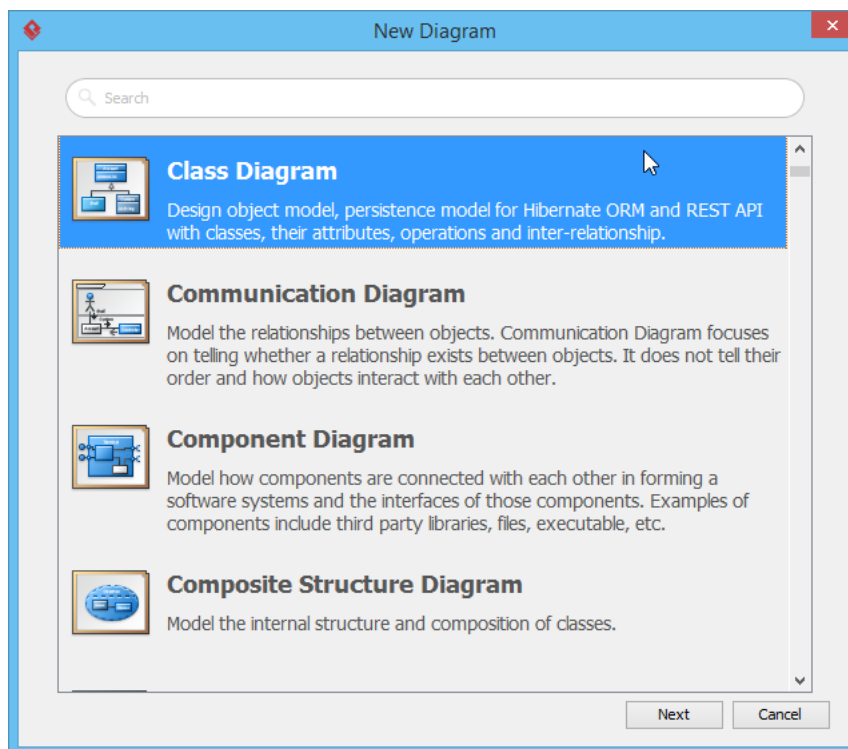 New Diagram
Search
Class Diagram
Design object model, persistence model for Hibernate ORM and REST API
with classes, their attributes, operations and inter-relationship.
Communication Diagram
Model the relationships between objects. Communication Diagram focuses
on telling whether a relationship exists between objects. It does not tell their
order and how objects interact with each other.
Component Diagram
Model how components are connected with each other in forming a
software systems and the interfaces of those components. Examples of
components include third party libraries, files, executable, etc.
Composite Structure Diagram
Model the internal structure and composition of classes.
Next
Cancel